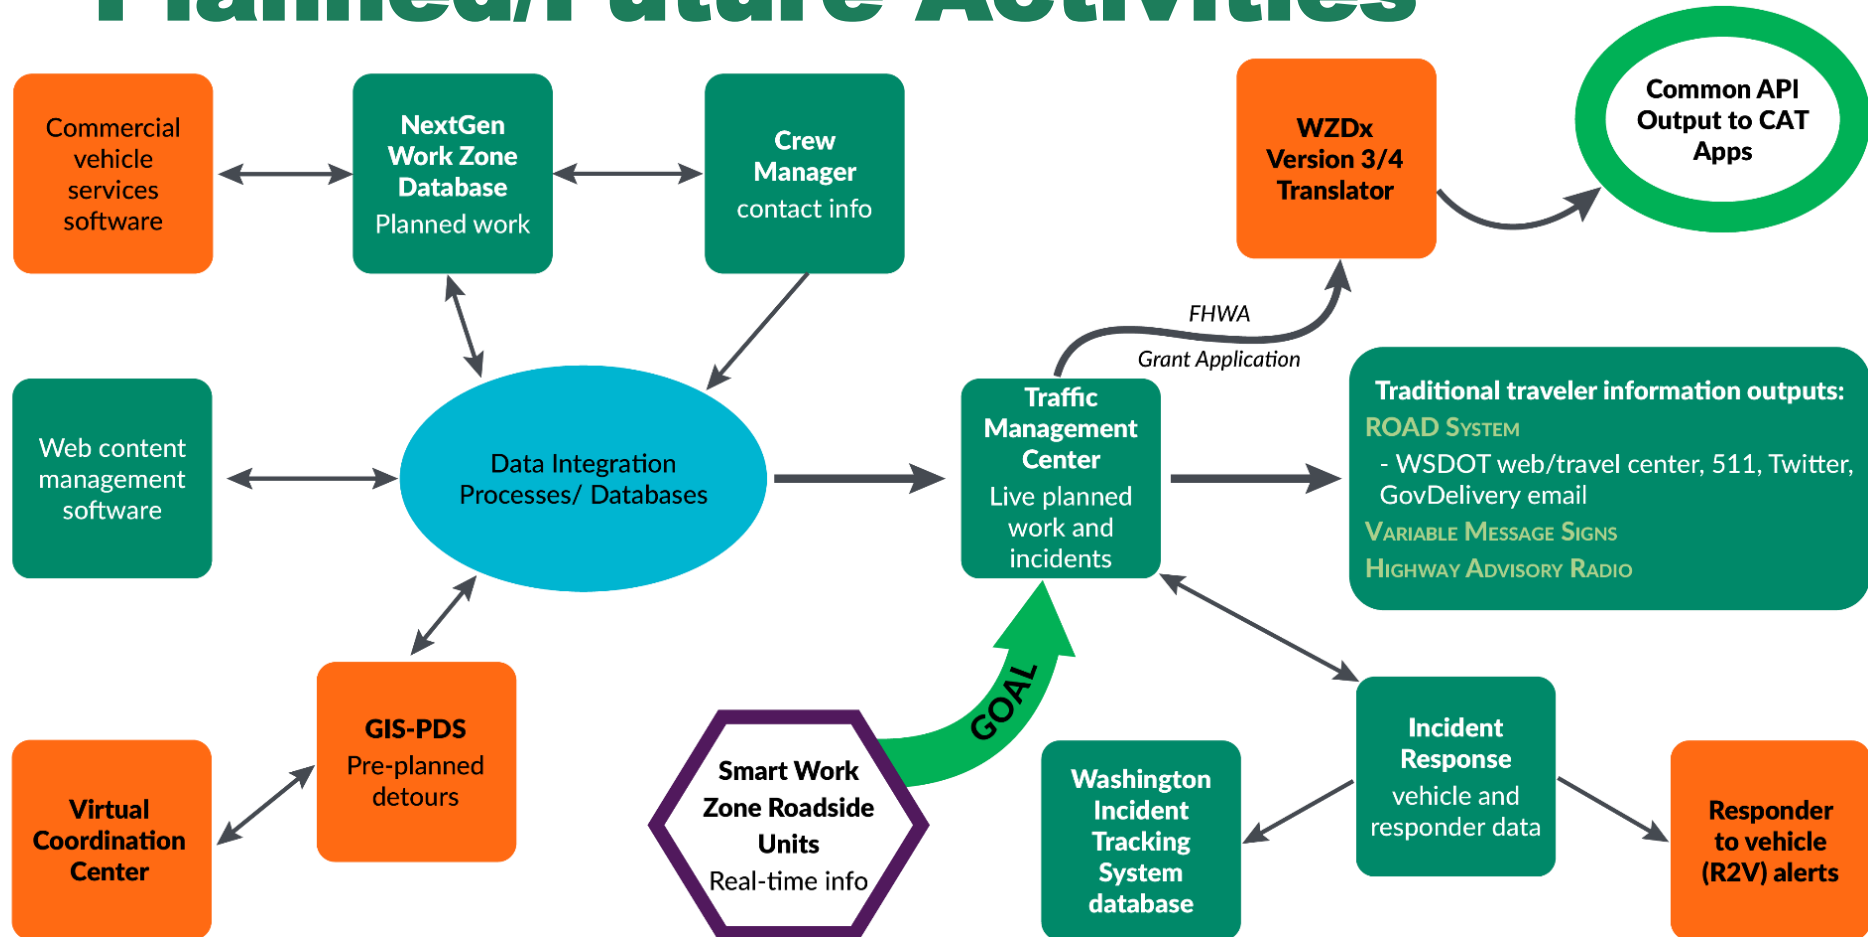 Planned/Future Activities
Commercial
vehicle
services
software
NextGen
Work Zone
Database
Planned work
Crew
Manager
contact info
WZDx
Version 3/4
Translator
Common API
Output to CAT
Apps
FHWA
Grant Application
Web content
management
software
Data Integration
Processes/ Databases
Traffic
Management
Center
Live planned
work and
incidents
Traditional traveler information outputs:
ROAD SYSTEM
- WSDOT web/travel center, 511, Twitter,
GovDelivery email
VARIABLE MESSAGE SIGNS
HIGHWAY ADVISORY RADIO
GOAL
GIS-PDS
Pre-planned
detours
Virtual
Coordination
Center
Smart Work
Zone Roadside
Units
Real-time info
Washington
Incident
Tracking
System
database
Incident
Response
vehicle and
responder data
Responder
to vehicle
(R2V) alerts